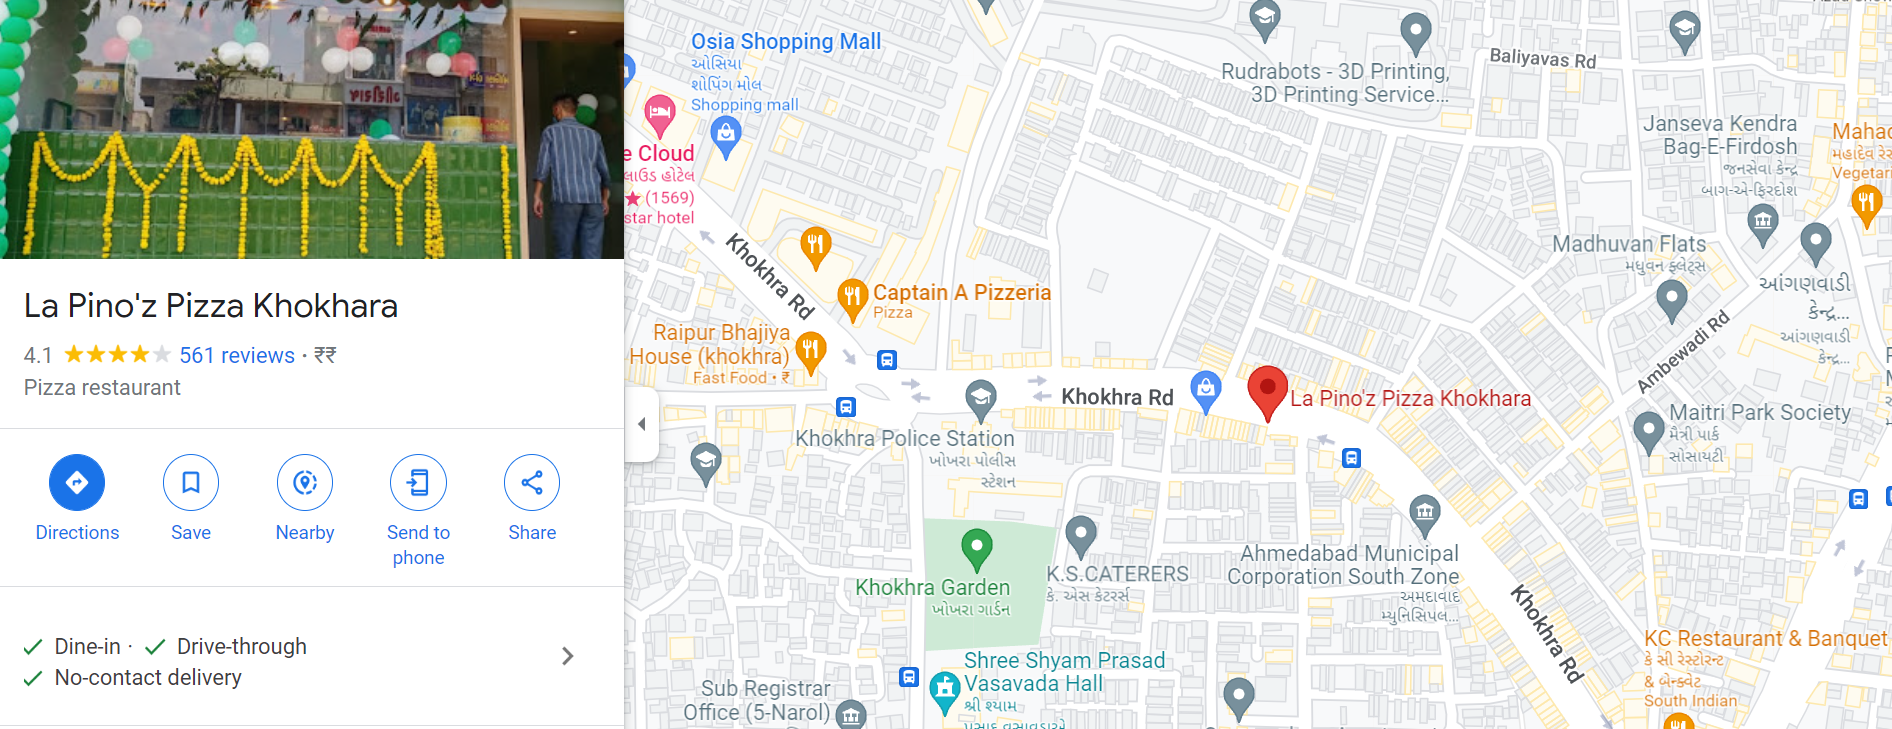 La Pino'z Pizza Khokhara
4.1
561 reviews · ₹₹
Pizza restaurant
Directions
Save
Nearby
Send to
phone
Share
Dine-in ·
Drive-through
No-contact delivery
Osia Shopping Mall
ઓસિયા
શોપિંગ મોલ
Shopping mall
e Cloud
લાઉડ હોટેલ
(1569)
star hotel
Khokhra Rd
Captain A Pizzeria
Pizza
Raipur Bhajiya
House (khokhra)
Fast Food · ₹
Rudrabots - 3D Printing,
3D Printing Service...
Baliyavas Rd
Janseva Kendra
Bag-E-Firdosh
જનસેવા કેન્દ્ર
બાગ-એ-ફિરદોશ
Mahad
મહાદેવ રે
Vegetari
Madhuvan Flats
મધુવન ફ્લેટ્સ
આંગણવાડી
કેન્દ્ર...
આંગણવાડી
કેન્દ્ર...
Ambewadi Rd
Khokhra Rd
La Pino'z Pizza Khokhara
Maitri Park Society
મૈત્રી પાર્ક
સોસાયટી
Khokhra Police Station
ખોખરા પોલીસ
સ્ટેશન
Khokhra Garden
ખોખરા ગાર્ડન
K.S.CATERERS
કે. એસ કેટરર્સ
Ahmedabad Municipal
Corporation South Zone
અમદાવાદ
મ્યુનિસિપલ...
Khokhra Rd
KC Restaurant & Banquet
કે સી રેસ્ટોરન્ટ
& બેન્ક્વેટ
South Indian
Shree Shyam Prasad
Vasavada Hall
શ્રી શ્યામ
પ્રસાદ વસાવડાએ
Sub Registrar
Office (5-Narol)